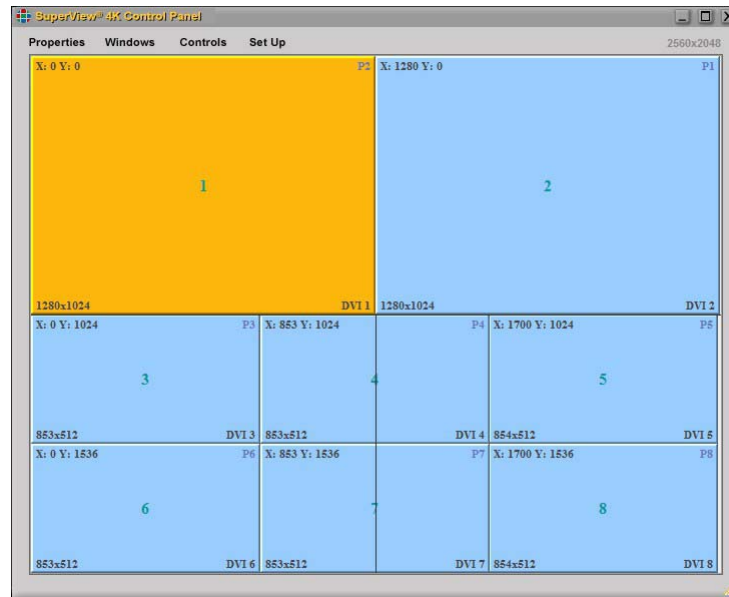 SuperView® 4K Control Panel
Properties Windows Controls Set Up 2560x2048
X: 0 Y: 0 P2 X: 1280 Y: 0 P1
1 2
1280x1024 DVI 1 1280x1024 DVI 2
X: 0 Y: 1024 P3 X: 853 Y: 1024 P4 X: 1700 Y: 1024 P5
3 4 5
853x512 DVI 3 853x512 DVI 4 854x512 DVI 5
X: 0 Y: 1536 P6 X: 853 Y: 1536 P7 X: 1700 Y: 1536 P8
6 7 8
853x512 DVI 6 853x512 DVI 7 854x512 DVI 8